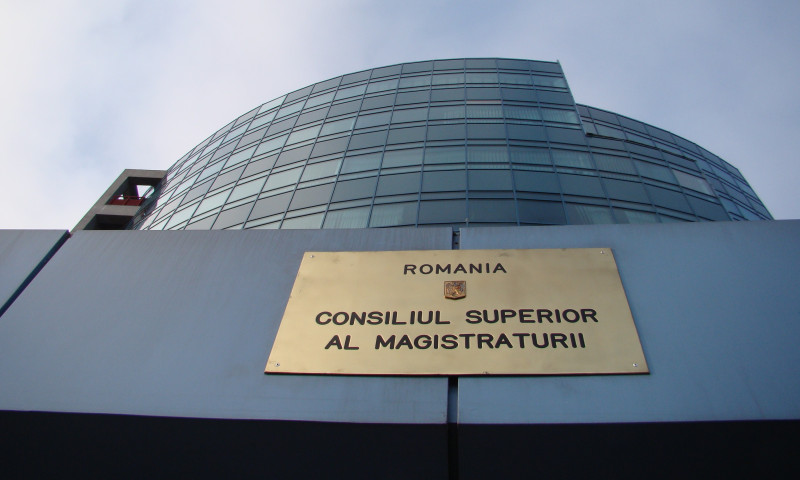 ROMANIA
CONSILIUL SUPERIOR
AL MAGISTRATURII